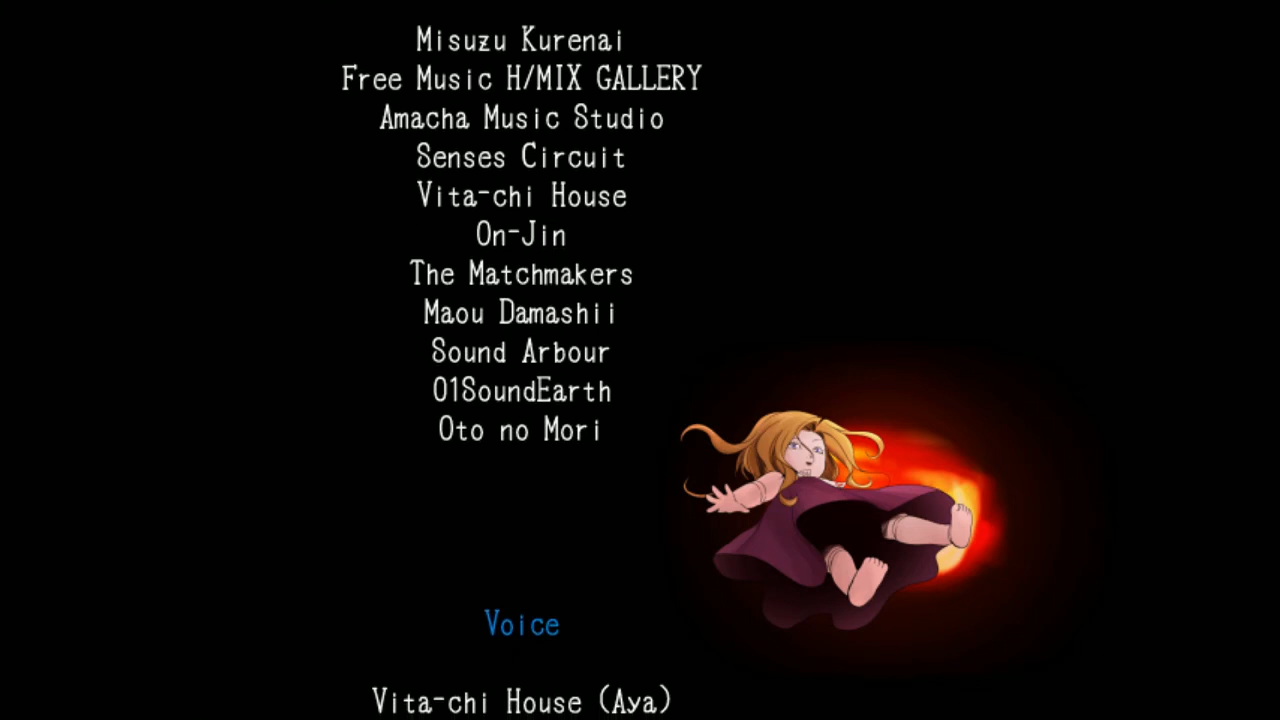 Misuzu Kurenai
Free Music H/MIX GALLERY
Amacha Music Studio
Senses Circuit
Vita-chi House
On-Jin
The Matchmakers
Maou Damashii
Sound Arbour
01SoundEarth
Oto no Mori
Voice
Vita-chi House (Aya)